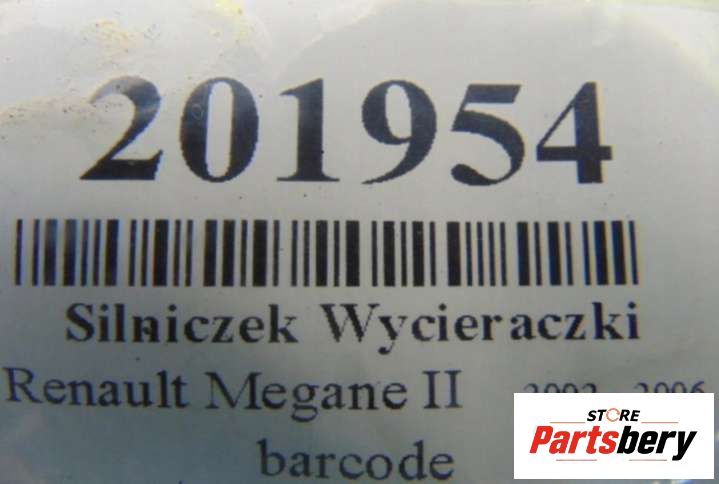 201954
Silniczek Wycieraczki
Renault Megane II
barcode
STORE
Partsbery